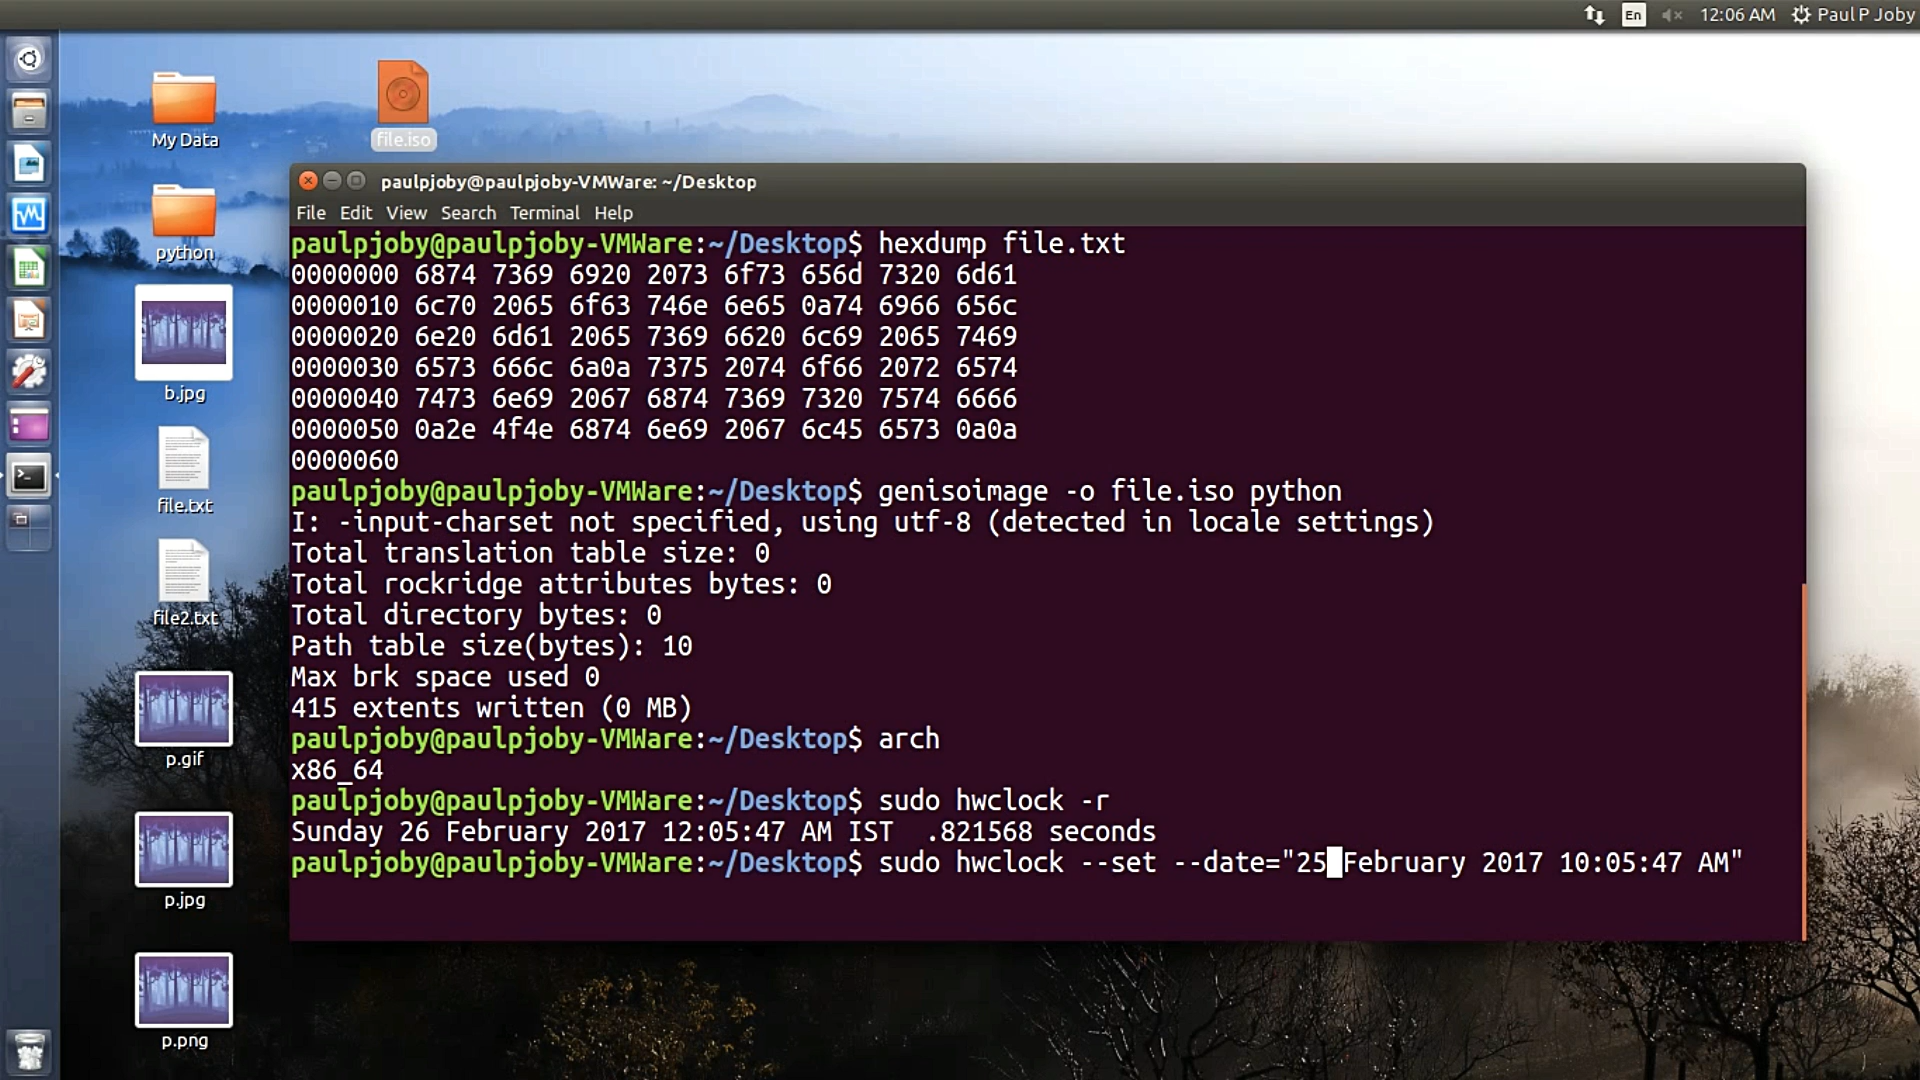 En 12:06 AM Paul P Joby
My Data
file.iso
python
b.jpg
file.txt
file2.txt
p.gif
p.jpg
p.png
paulpjoby@paulpjoby-VMWare: ~/Desktop
File Edit View Search Terminal Help
paulpjoby@paulpjoby-VMWare:~/Desktop$ hexdump file.txt
0000000 6874 7369 6920 2073 6f73 656d 7320 6d61
0000010 6c70 2065 6f63 746e 6e65 0a74 6966 656c
0000020 6e20 6d61 2065 7369 6620 6c69 2065 7469
0000030 6573 666c 6a0a 7375 2074 6f66 2072 6574
0000040 7473 6e69 2067 6874 7369 7320 7574 6666
0000050 0a2e 4f4e 6874 6e69 2067 6c45 6573 0a0a
0000060
paulpjoby@paulpjoby-VMWare:~/Desktop$ genisoimage -o file.iso python
I: -input-charset not specified, using utf-8 (detected in locale settings)
Total translation table size: 0
Total rockridge attributes bytes: 0
Total directory bytes: 0
Path table size(bytes): 10
Max brk space used 0
415 extents written (0 MB)
paulpjoby@paulpjoby-VMWare:~/Desktop$ arch
x86_64
paulpjoby@paulpjoby-VMWare:~/Desktop$ sudo hwclock -r
Sunday 26 February 2017 12:05:47 AM IST  .821568 seconds
paulpjoby@paulpjoby-VMWare:~/Desktop$ sudo hwclock --set --date="25 February 2017 10:05:47 AM"